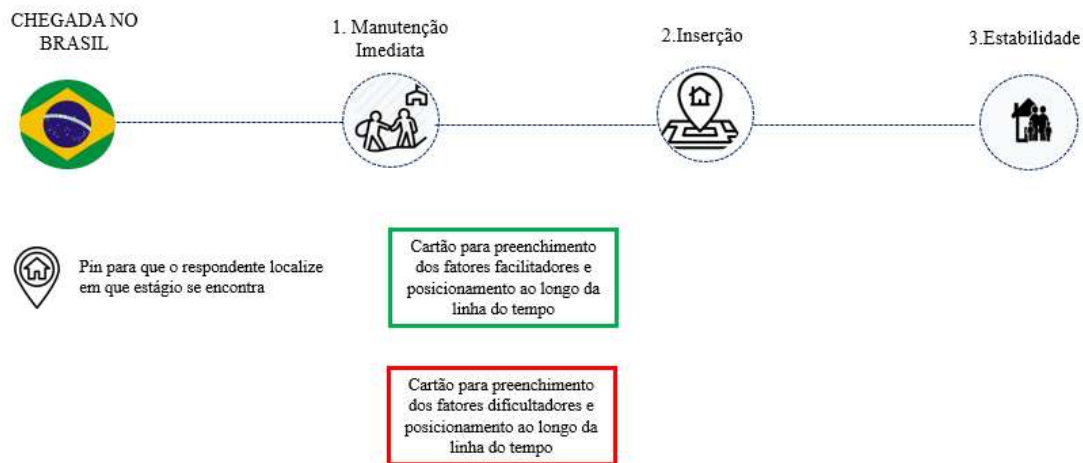 CHEGADA NO
BRASIL
1. Manutenção
Imediata
2.Inserção
3.Estabilidade
Pin para que o respondente localize
em que estágio se encontra
Cartão para preenchimento
dos fatores facilitadores e
posicionamento ao longo da
linha do tempo
Cartão para preenchimento
dos fatores dificultadores e
posicionamento ao longo da
linha do tempo